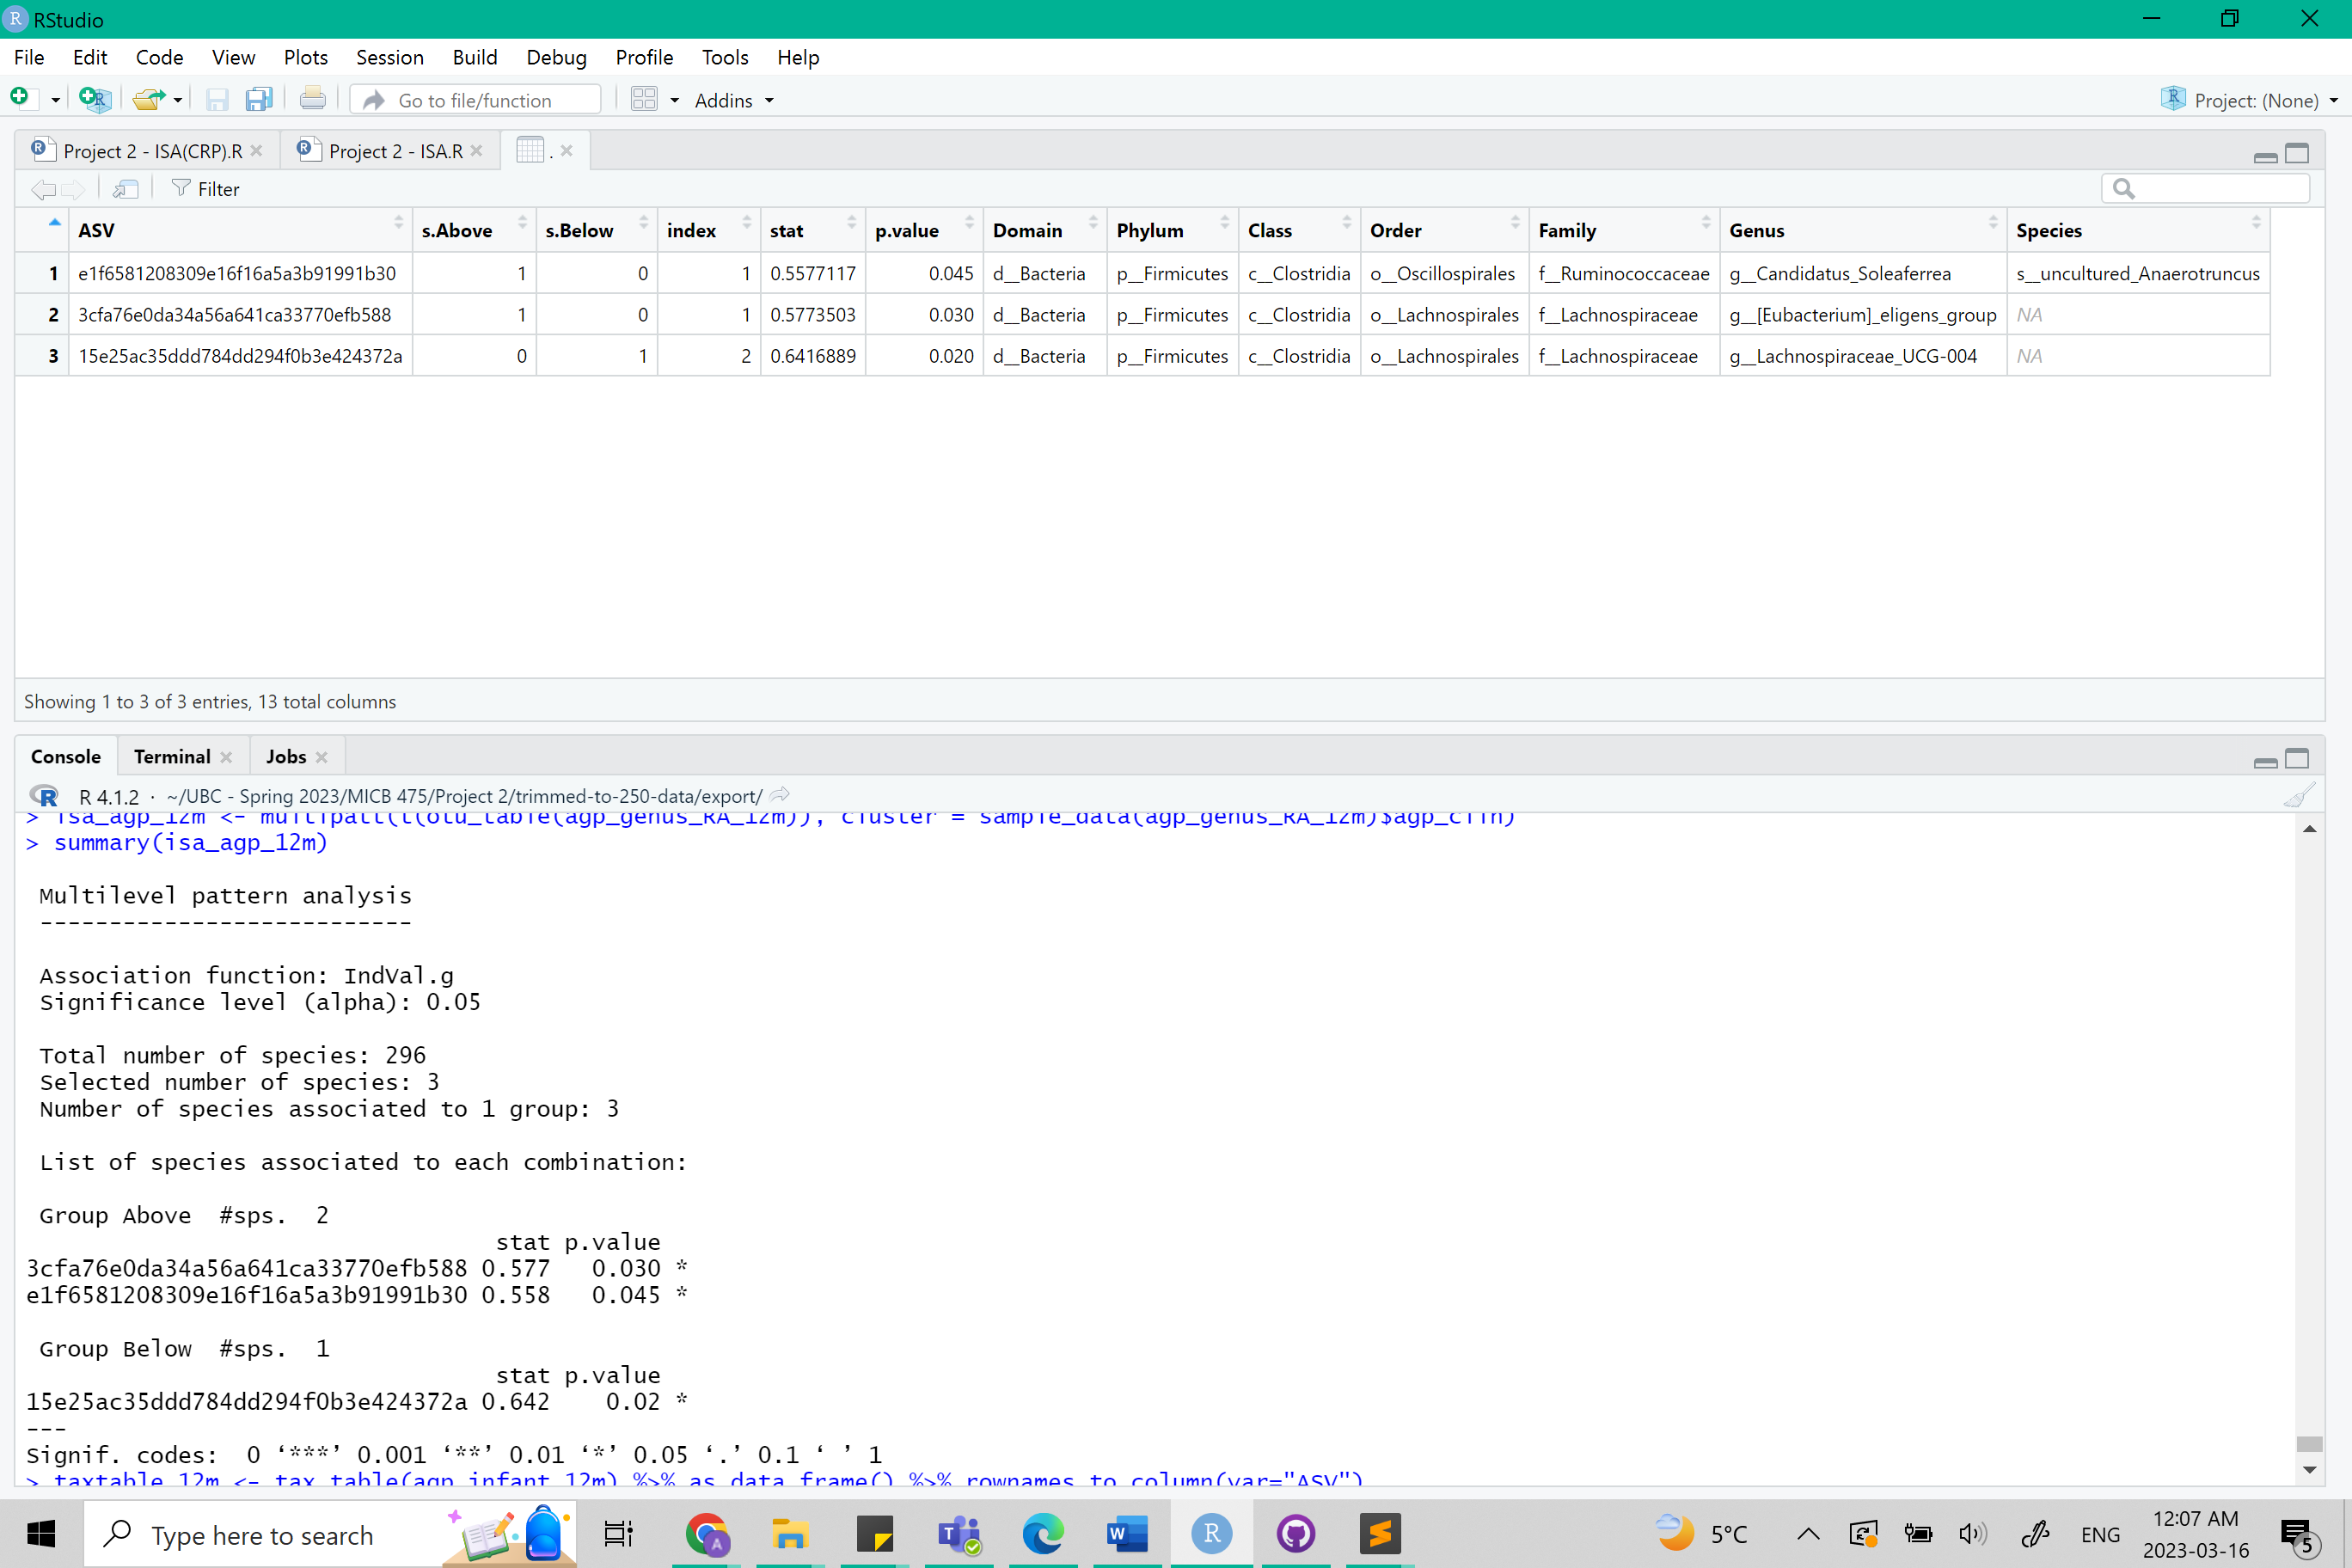 RStudio
File Edit Code View Plots Session Build Debug Profile Tools Help
Go to file/function Addins Project: (None)
Project 2 - ISA(CRP).R Project 2 - ISA.R .
Filter
ASV s.Above s.Below index stat p.value Domain Phylum Class Order Family Genus Species
1 e1f6581208309e16f16a5a3b91991b30 1 0 1 0.5577117 0.045 d__Bacteria p__Firmicutes c__Clostridia o__Oscillospirales f__Ruminococcaceae g__Candidatus_Soleaferrea s__uncultured_Anaerotruncus
2 3cfa76e0da34a56a641ca33770efb588 1 0 1 0.5773503 0.030 d__Bacteria p__Firmicutes c__Clostridia o__Lachnospirales f__Lachnospiraceae g__[Eubacterium]_eligens_group NA
3 15e25ac35ddd784dd294f0b3e424372a 0 1 2 0.6416889 0.020 d__Bacteria p__Firmicutes c__Clostridia o__Lachnospirales f__Lachnospiraceae g__Lachnospiraceae_UCG-004 NA
Showing 1 to 3 of 3 entries, 13 total columns
Console Terminal Jobs
R 4.1.2 · ~/UBC - Spring 2023/MICB 475/Project 2/trimmed-to-250-data/export/
> isa_agp_12m <- multipatt(t(otu_table(agp_genus_RA_12m)), cluster = sample_data(agp_genus_RA_12m)$agp_clin)
> summary(isa_agp_12m)
Multilevel pattern analysis
---------------------------
Association function: IndVal.g
Significance level (alpha): 0.05
Total number of species: 296
Selected number of species: 3
Number of species associated to 1 group: 3
List of species associated to each combination:
Group Above #sps. 2
stat p.value
3cfa76e0da34a56a641ca33770efb588 0.577 0.030 *
e1f6581208309e16f16a5a3b91991b30 0.558 0.045 *
Group Below #sps. 1
stat p.value
15e25ac35ddd784dd294f0b3e424372a 0.642 0.02 *
---
Signif. codes: 0 ‘***’ 0.001 ‘**’ 0.01 ‘*’ 0.05 ‘.’ 0.1 ‘ ’ 1
> taxtable_12m <- tax_table(agp_infant_12m) %>% as.data.frame() %>% rownames_to_column(var="ASV")
Type here to search
5°C
ENG
12:07 AM
2023-03-16
5